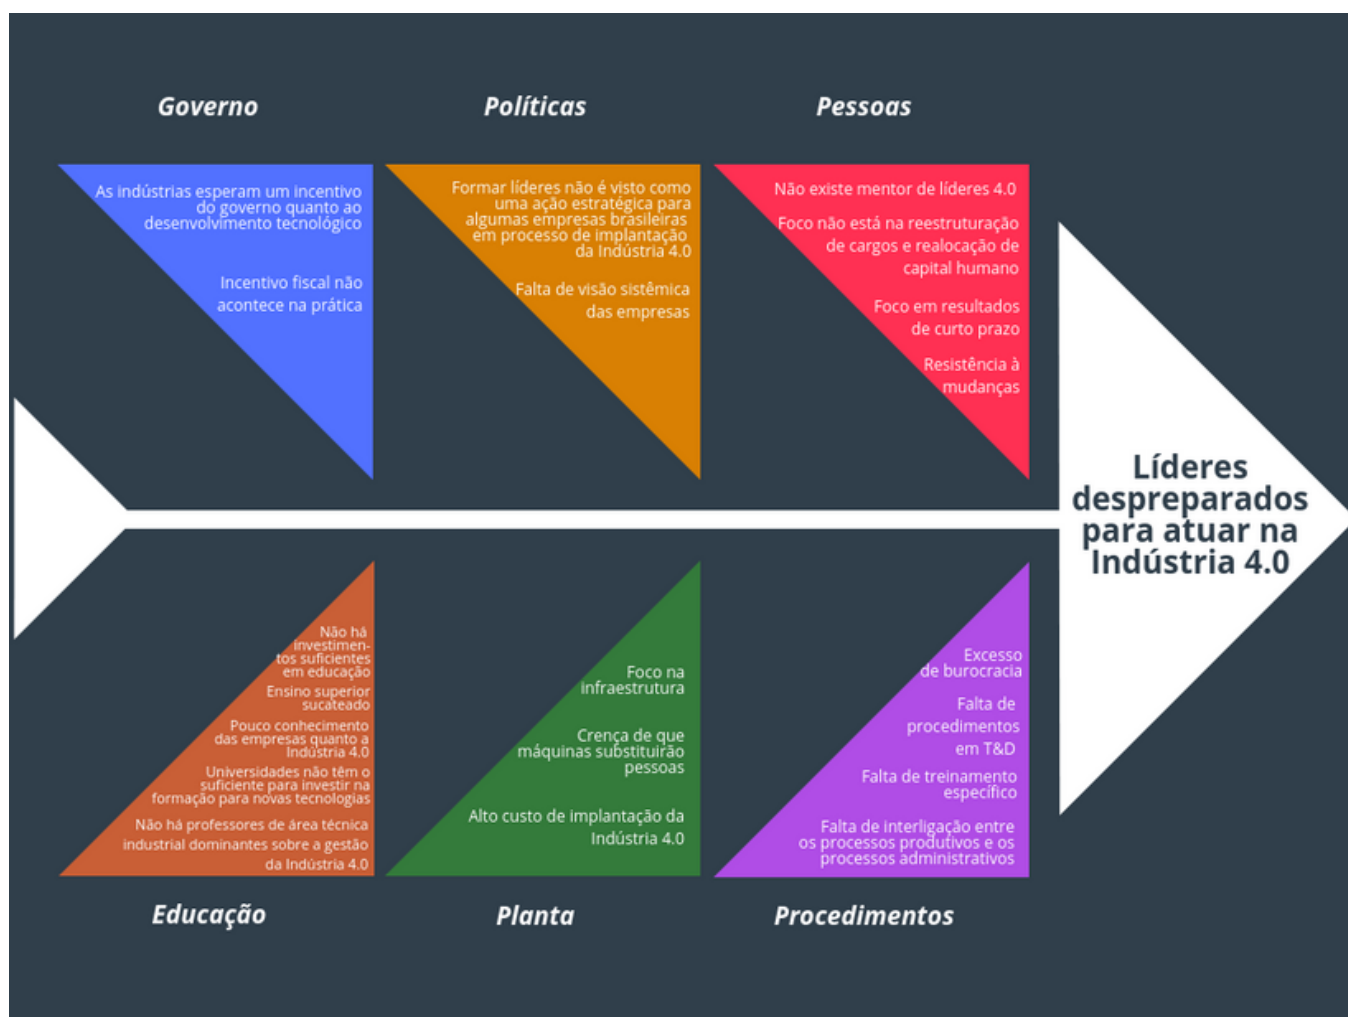 Governo
As indústrias esperam um incentivo
do governo quanto ao
desenvolvimento tecnológico
Incentivo fiscal não
acontece na prática
Políticas
Formar líderes não é visto como
uma ação estratégica para
algumas empresas brasileiras
em processo de implantação
da Indústria 4.0
Falta de visão sistêmica
das empresas
Pessoas
Não existe mentor de líderes 4.0
Foco não está na reestruturação
de cargos e realocação de
capital humano
Foco em resultados
de curto prazo
Resistência à
mudanças
Líderes
despreparados
para atuar na
Indústria 4.0
Não há
investimen-
tos suficientes
em educação
Ensino superior
sucateado
Pouco conhecimento
das empresas quanto a
Indústria 4.0
Universidades não têm o
suficiente para investir na
formação para novas tecnologias
Não há professores de área técnica
industrial dominantes sobre a gestão
da Indústria 4.0
Educação
Foco na
infraestrutura
Crença de que
máquinas substituirão
pessoas
Alto custo de implantação da
Indústria 4.0
Planta
Excesso
de burocracia
Falta de
procedimentos
em T&D
Falta de treinamento
específico
Falta de interligação entre
os processos produtivos e os
processos administrativos
Procedimentos